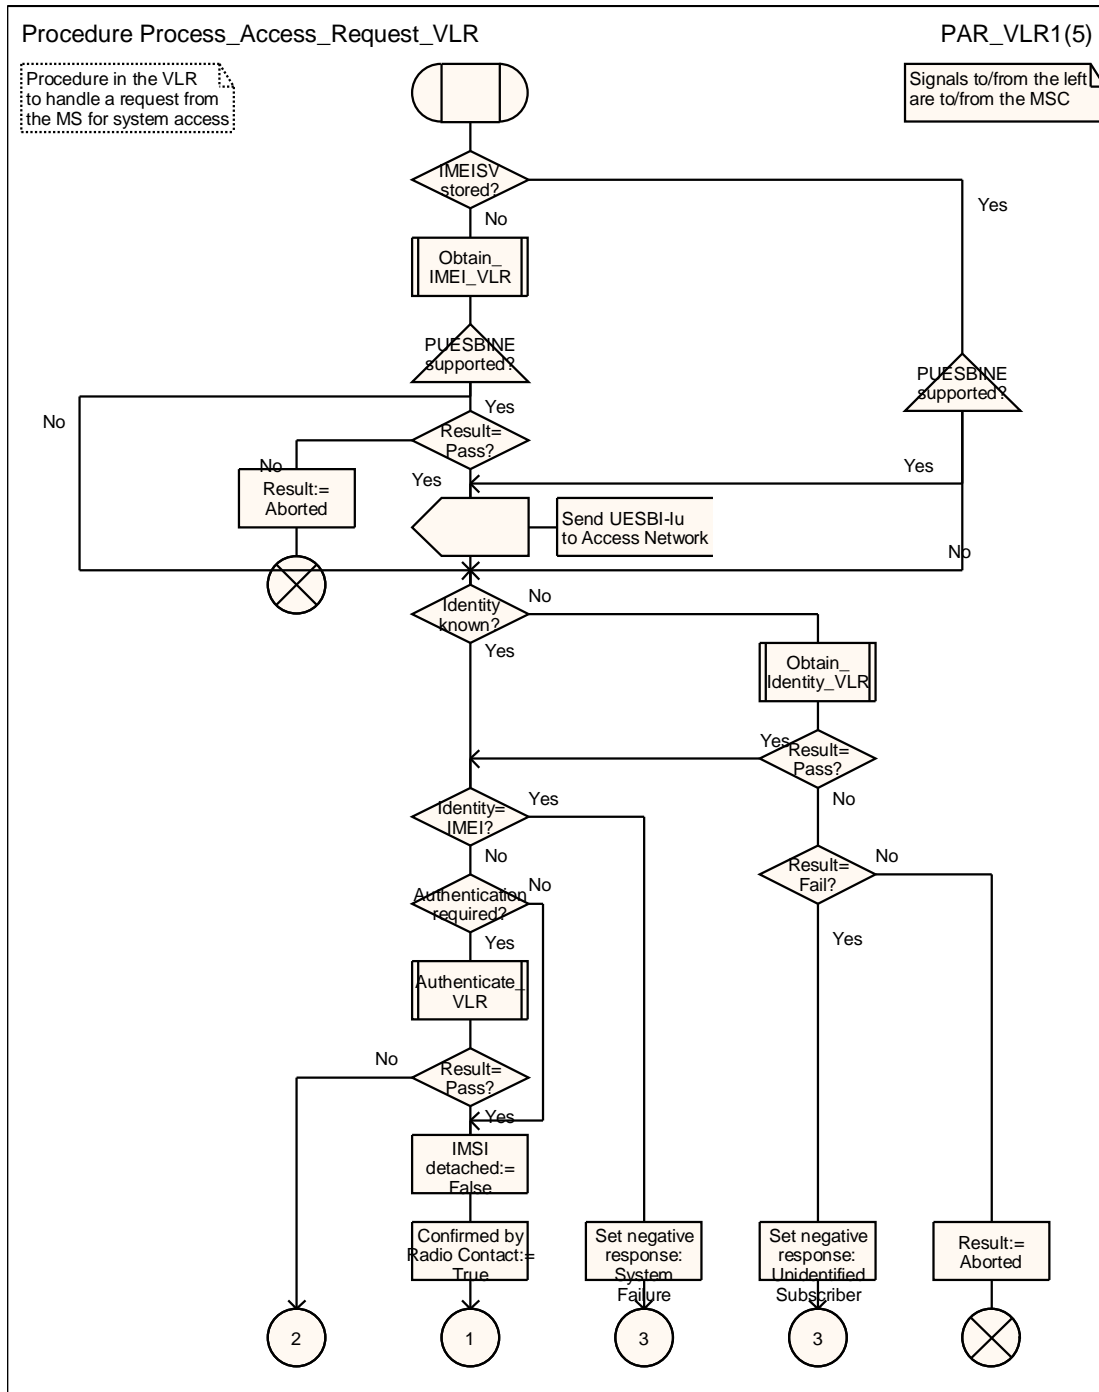 Procedure Process_Access_Request_VLR
PAR_VLR1(5)
Procedure in the VLR
to handle a request from
the MS for system access
Signals to/from the left
are to/from the MSC
IMEISV
stored?
Yes
No
Obtain_
IMEI_VLR
PUESBINE
supported?
PUESBINE
supported?
No
Yes
Result=
Pass?
No
Yes
Yes
Result:=
Aborted
Send UESBI-Iu
to Access Network
No
Identity
known?
No
Yes
Obtain_
Identity_VLR
Yes
Result=
Pass?
No
Identity=
IMEI?
Yes
No
Result=
Fail?
No
Yes
Authentication
required?
No
Yes
Authenticate_
VLR
No
Result=
Pass?
Yes
IMSI
detached:=
False
Confirmed by
Radio Contact:=
True
Set negative
response:
System
Failure
Set negative
response:
Unidentified
Subscriber
Result:=
Aborted
2
1
3
3